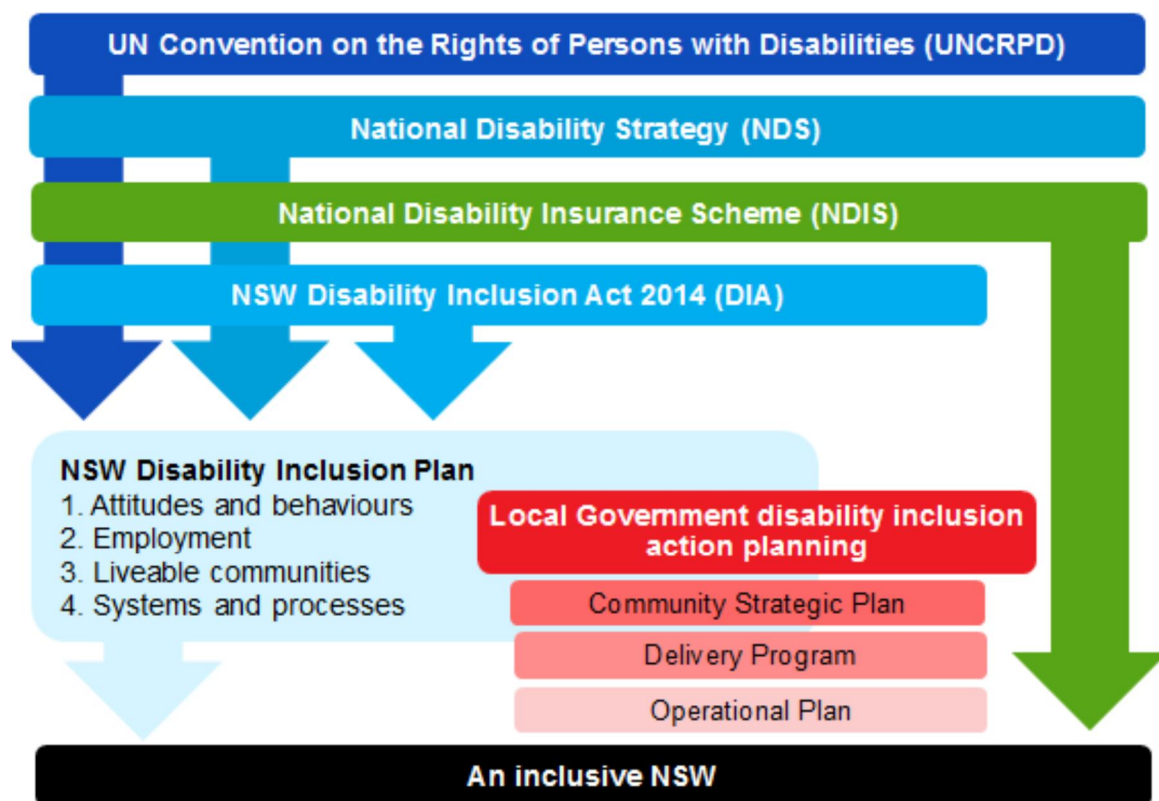 UN Convention on the Rights of Persons with Disabilities (UNCRPD)
National Disability Strategy (NDS)
National Disability Insurance Scheme (NDIS)
NSW Disability Inclusion Act 2014 (DIA)
NSW Disability Inclusion Plan
1. Attitudes and behaviours
2. Employment
3. Liveable communities
4. Systems and processes
Local Government disability inclusion
action planning
Community Strategic Plan
Delivery Program
Operational Plan
An inclusive NSW